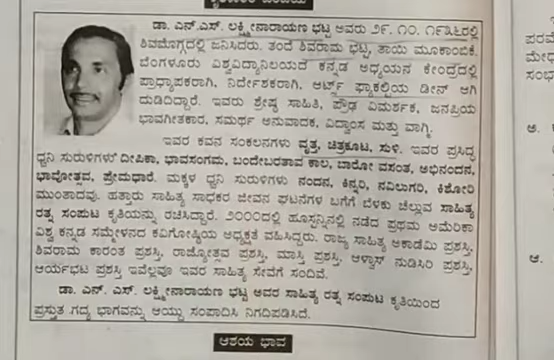 ಡಾ. ಎನ್.ಎಸ್. ಲಕ್ಷ್ಮೀನಾರಾಯಣ ಭಟ್ಟ ಅವರು ೨೯. ೧೦. ೧೯೩೬ರಲ್ಲಿ
ಶಿವಮೊಗ್ಗದಲ್ಲಿ ಜನಿಸಿದರು. ತಂದೆ ಶಿವರಾಮ ಭಟ್ಟ, ತಾಯಿ ಮೂಕಾಂಬಿಕೆ.
ಬೆಂಗಳೂರು ವಿಶ್ವವಿದ್ಯಾನಿಲಯದ ಕನ್ನಡ ಅಧ್ಯಯನ ಕೇಂದ್ರದಲ್ಲಿ
ಪ್ರಾಧ್ಯಾಪಕರಾಗಿ, ನಿರ್ದೇಶಕರಾಗಿ, ಆರ್ಟ್ಸ್ ಫ್ಯಾಕಲ್ಟಿಯ ಡೀನ್ ಆಗಿ
ದುಡಿದಿದ್ದಾರೆ. ಇವರು ಶ್ರೇಷ್ಠ ಸಾಹಿತಿ, ಪ್ರೌಢ ವಿಮರ್ಶಕ, ಜನಪ್ರಿಯ
ಭಾವಗೀತಕಾರ, ಸಮರ್ಥ ಅನುವಾದಕ, ವಿದ್ವಾಂಸ ಮತ್ತು ವಾಗ್ಮಿ.
ಇವರ ಕವನ ಸಂಕಲನಗಳು ವೃತ್ತ, ಚಿತ್ರಕೂಟ, ಸುಳಿ. ಇವರ ಪ್ರಸಿದ್ಧ
ಧ್ವನಿ ಸುರುಳಿಗಳು ದೀಪಿಕಾ, ಭಾವಸಂಗಮ, ಬಂದೇಬರತಾವ ಕಾಲ, ಬಾರೋ ವಸಂತ, ಅಭಿನಂದನ,
ಭಾವೋತ್ಸವ, ಪ್ರೇಮಧಾರೆ. ಮಕ್ಕಳ ಧ್ವನಿ ಸುರುಳಿಗಳು ನಂದನ, ಕಿನ್ನರಿ, ನವಿಲುಗರಿ, ಕಿಶೋರಿ
ಮುಂತಾದವು. ಹತ್ತಾರು ಸಾಹಿತ್ಯ ಸಾಧಕರ ಜೀವನ ಘಟನೆಗಳ ಬಗೆಗೆ ಬೆಳಕು ಚೆಲ್ಲುವ ಸಾಹಿತ್ಯ
ರತ್ನ ಸಂಪುಟ ಕೃತಿಯನ್ನು ರಚಿಸಿದ್ದಾರೆ. ೨೦೦೦ದಲ್ಲಿ ಹೂಸ್ಟನ್ನಿನಲ್ಲಿ ನಡೆದ ಪ್ರಥಮ ಅಮೆರಿಕಾ
ವಿಶ್ವ ಕನ್ನಡ ಸಮ್ಮೇಳನದ ಕವಿಗೋಷ್ಠಿಯ ಅಧ್ಯಕ್ಷತೆ ವಹಿಸಿದ್ದರು. ರಾಜ್ಯ ಸಾಹಿತ್ಯ ಅಕಾಡೆಮಿ ಪ್ರಶಸ್ತಿ,
ಶಿವರಾಮ ಕಾರಂತ ಪ್ರಶಸ್ತಿ, ರಾಜ್ಯೋತ್ಸವ ಪ್ರಶಸ್ತಿ, ಮಾಸ್ತಿ ಪ್ರಶಸ್ತಿ, ಆಳ್ವಾಸ್ ನುಡಿಸಿರಿ ಪ್ರಶಸ್ತಿ,
ಆರ್ಯಭಟ ಪ್ರಶಸ್ತಿ ಇವೆಲ್ಲವೂ ಇವರ ಸಾಹಿತ್ಯ ಸೇವೆಗೆ ಸಂದಿವೆ.
ಡಾ. ಎನ್. ಎಸ್. ಲಕ್ಷ್ಮೀನಾರಾಯಣ ಭಟ್ಟ ಅವರ ಸಾಹಿತ್ಯ ರತ್ನ ಸಂಪುಟ ಕೃತಿಯಿಂದ
ಪ್ರಸ್ತುತ ಗದ್ಯ ಭಾಗವನ್ನು ಆಯ್ದು ಸಂಪಾದಿಸಿ ನಿಗದಿಪಡಿಸಿದೆ.
ಆಶಯ ಭಾವ
ಪರಮೆ
ಮೇಧ
ಸಂಭ
ಅ.
ಆ.